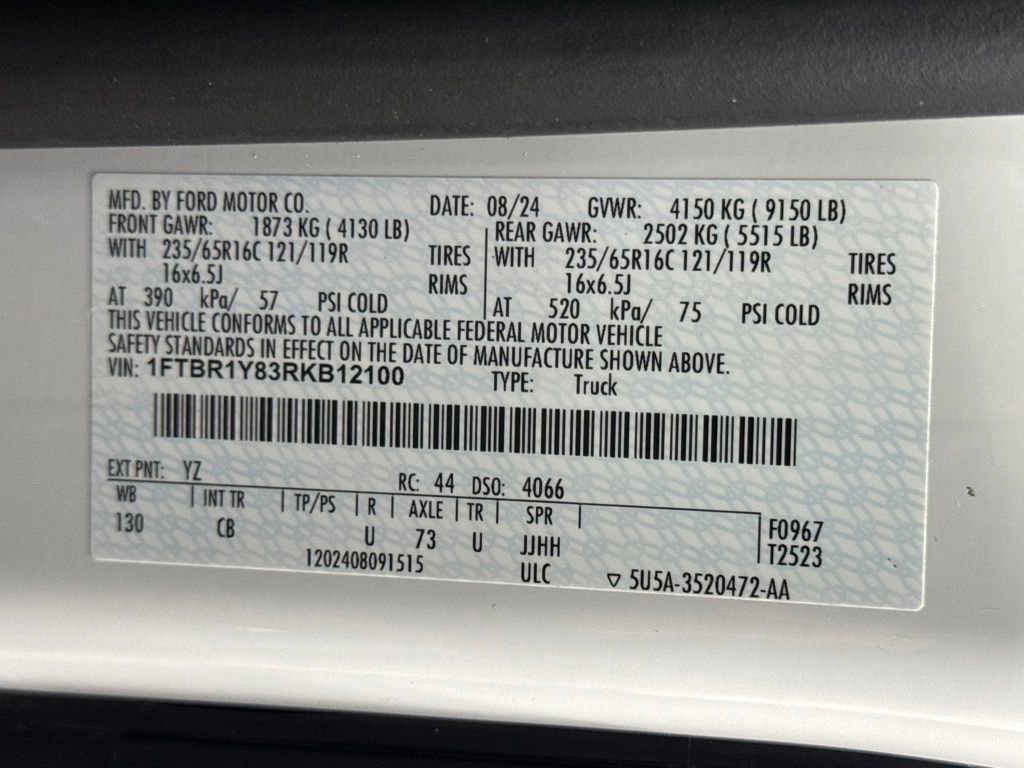 MFD. BY FORD MOTOR CO. DATE: 08/24 GVWR: 4150 KG ( 9150 LB)
FRONT GAWR: 1873 KG ( 4130 LB) REAR GAWR: 2502 KG ( 5515 LB)
WITH 235/65R16C 121/119R TIRES WITH 235/65R16C 121/119R TIRES
16x6.5J RIMS 16x6.5J RIMS
AT 390 kPa/ 57 PSI COLD AT 520 kPa/ 75 PSI COLD
THIS VEHICLE CONFORMS TO ALL APPLICABLE FEDERAL MOTOR VEHICLE
SAFETY STANDARDS IN EFFECT ON THE DATE OF MANUFACTURE SHOWN ABOVE.
VIN: 1FTBR1Y83RKB12100 TYPE: Truck
EXT PNT: YZ RC: 44 DSO: 4066
WB | INT TR | TP/PS | R | AXLE | TR | SPR | F0967
130 CB U 73 U JJHH T2523
1202408091515 ULC ▽ 5U5A-3520472-AA